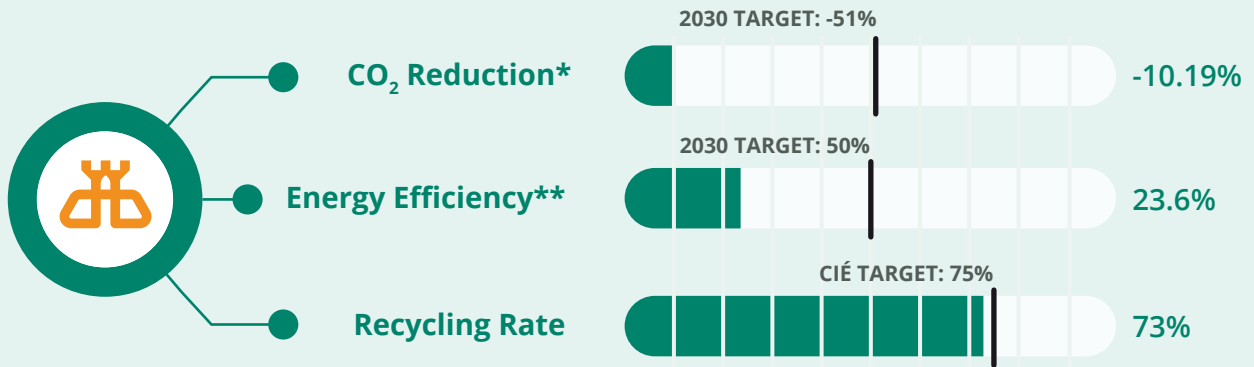 2030 TARGET: -51%
CO₂ Reduction* -10.19%
2030 TARGET: 50%
Energy Efficiency** 23.6%
CIÉ TARGET: 75%
Recycling Rate 73%